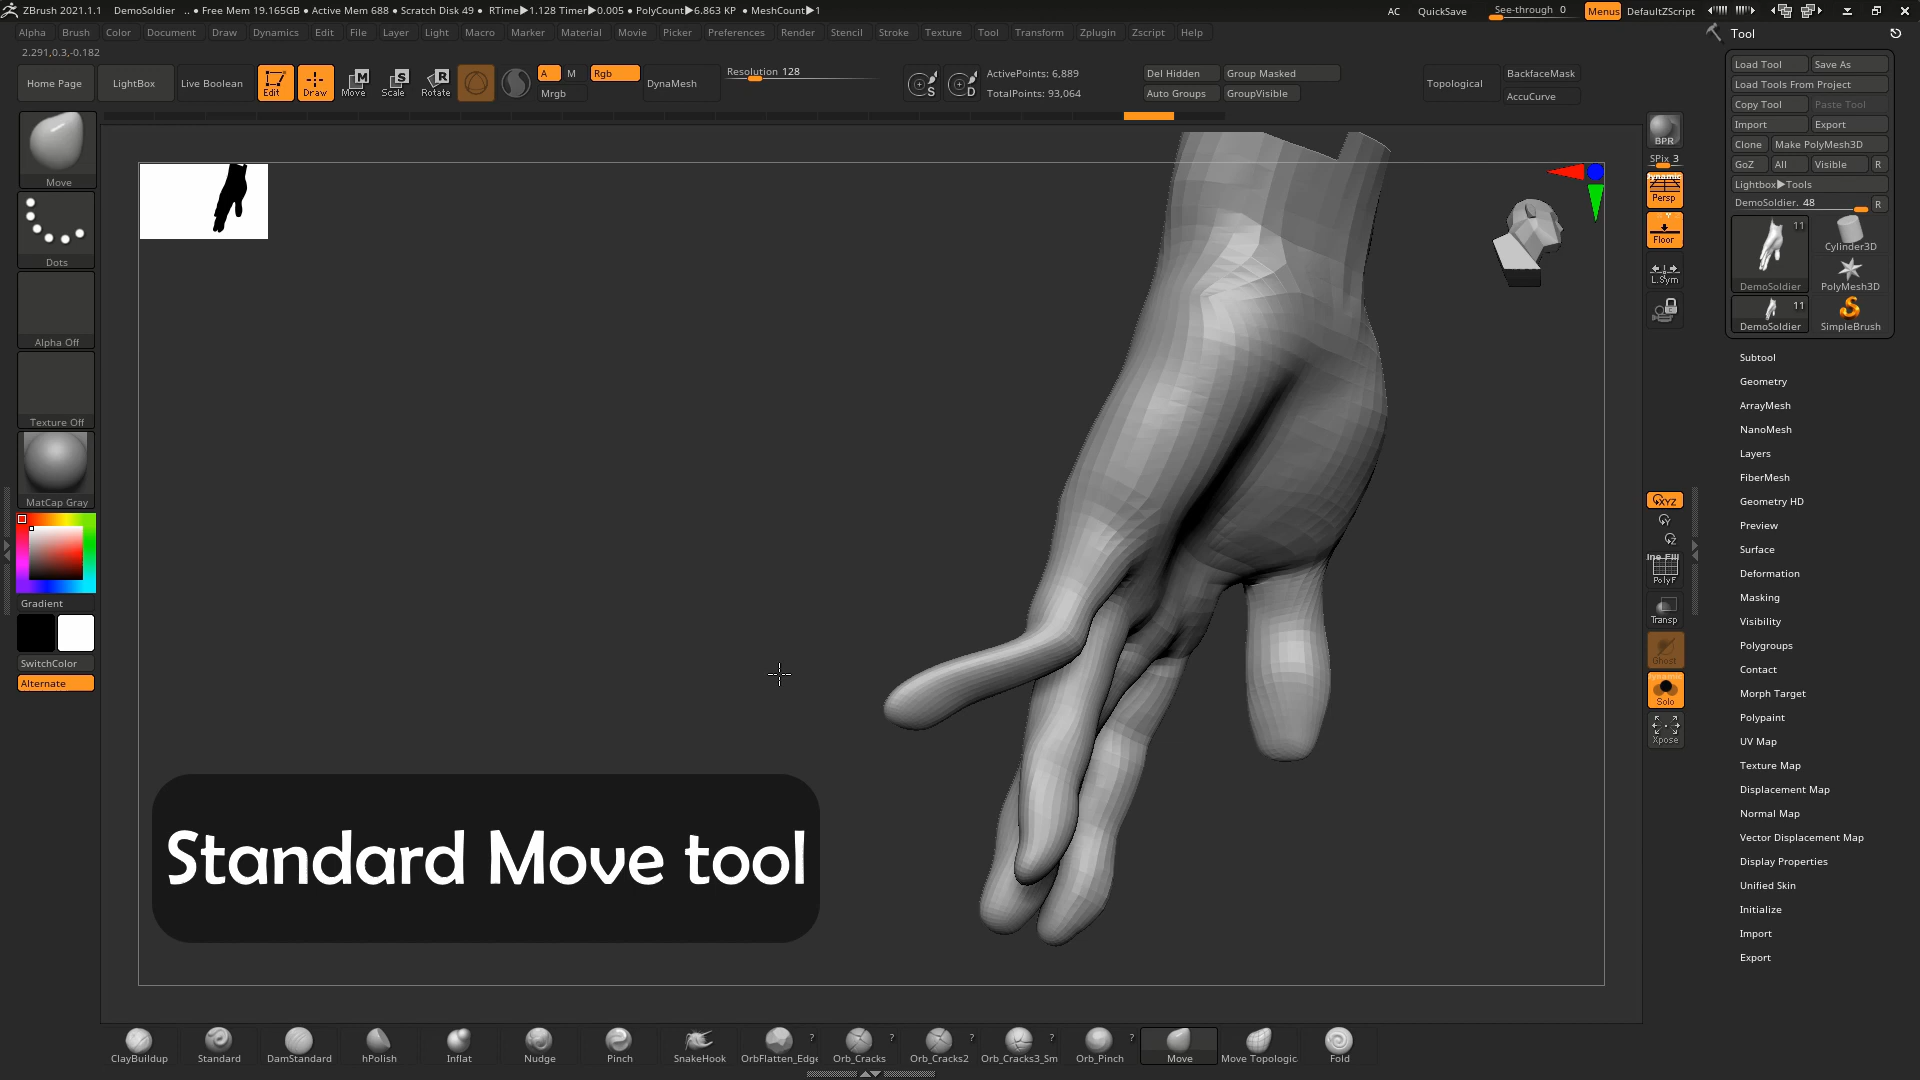 ZBrush 2021.1.1 DemoSoldier .. ● Free Mem 19.165GB ● Active Mem 688 ● Scratch Disk 49 ● RTime▶1.128 Timer▶0.005 ● PolyCount▶6.863 KP ● MeshCount▶1 AC QuickSave See-through 0 Menus DefaultZScript
Alpha Brush Color Document Draw Dynamics Edit File Layer Light Macro Marker Material Movie Picker Preferences Render Stencil Stroke Texture Tool Transform Zplugin Zscript Help
2.291,0.3,-0.182
Home Page LightBox Live Boolean Edit Draw Move Scale Rotate A M Rgb
Mrgb DynaMesh Resolution 128
S D ActivePoints: 6,889
TotalPoints: 93,064
Del Hidden Group Masked
Auto Groups GroupVisible
Topological BackfaceMask
AccuCurve
Move
Dots
Alpha Off
Texture Off
MatCap Gray
Gradient
SwitchColor
Alternate
Standard Move tool
BPR
SPix 3
Dynamic
Persp
Floor
L.Sym
XYZ
Y
Z
PolyF
Transp
Ghost
Solo
Xpose
Tool
Load Tool Save As
Load Tools From Project
Copy Tool Paste Tool
Import Export
Clone Make PolyMesh3D
GoZ All Visible R
Lightbox▶Tools
DemoSoldier. 48 R
11
DemoSoldier Cylinder3D
PolyMesh3D
11
DemoSoldier SimpleBrush
Subtool
Geometry
ArrayMesh
NanoMesh
Layers
FiberMesh
Geometry HD
Preview
Surface
Deformation
Masking
Visibility
Polygroups
Contact
Morph Target
Polypaint
UV Map
Texture Map
Displacement Map
Normal Map
Vector Displacement Map
Display Properties
Unified Skin
Initialize
Import
Export
ClayBuildup Standard DamStandard hPolish Inflat Nudge Pinch SnakeHook OrbFlatten_Edge Orb_Cracks Orb_Cracks2 Orb_Cracks3_Sm Orb_Pinch Move Move Topologic Fold